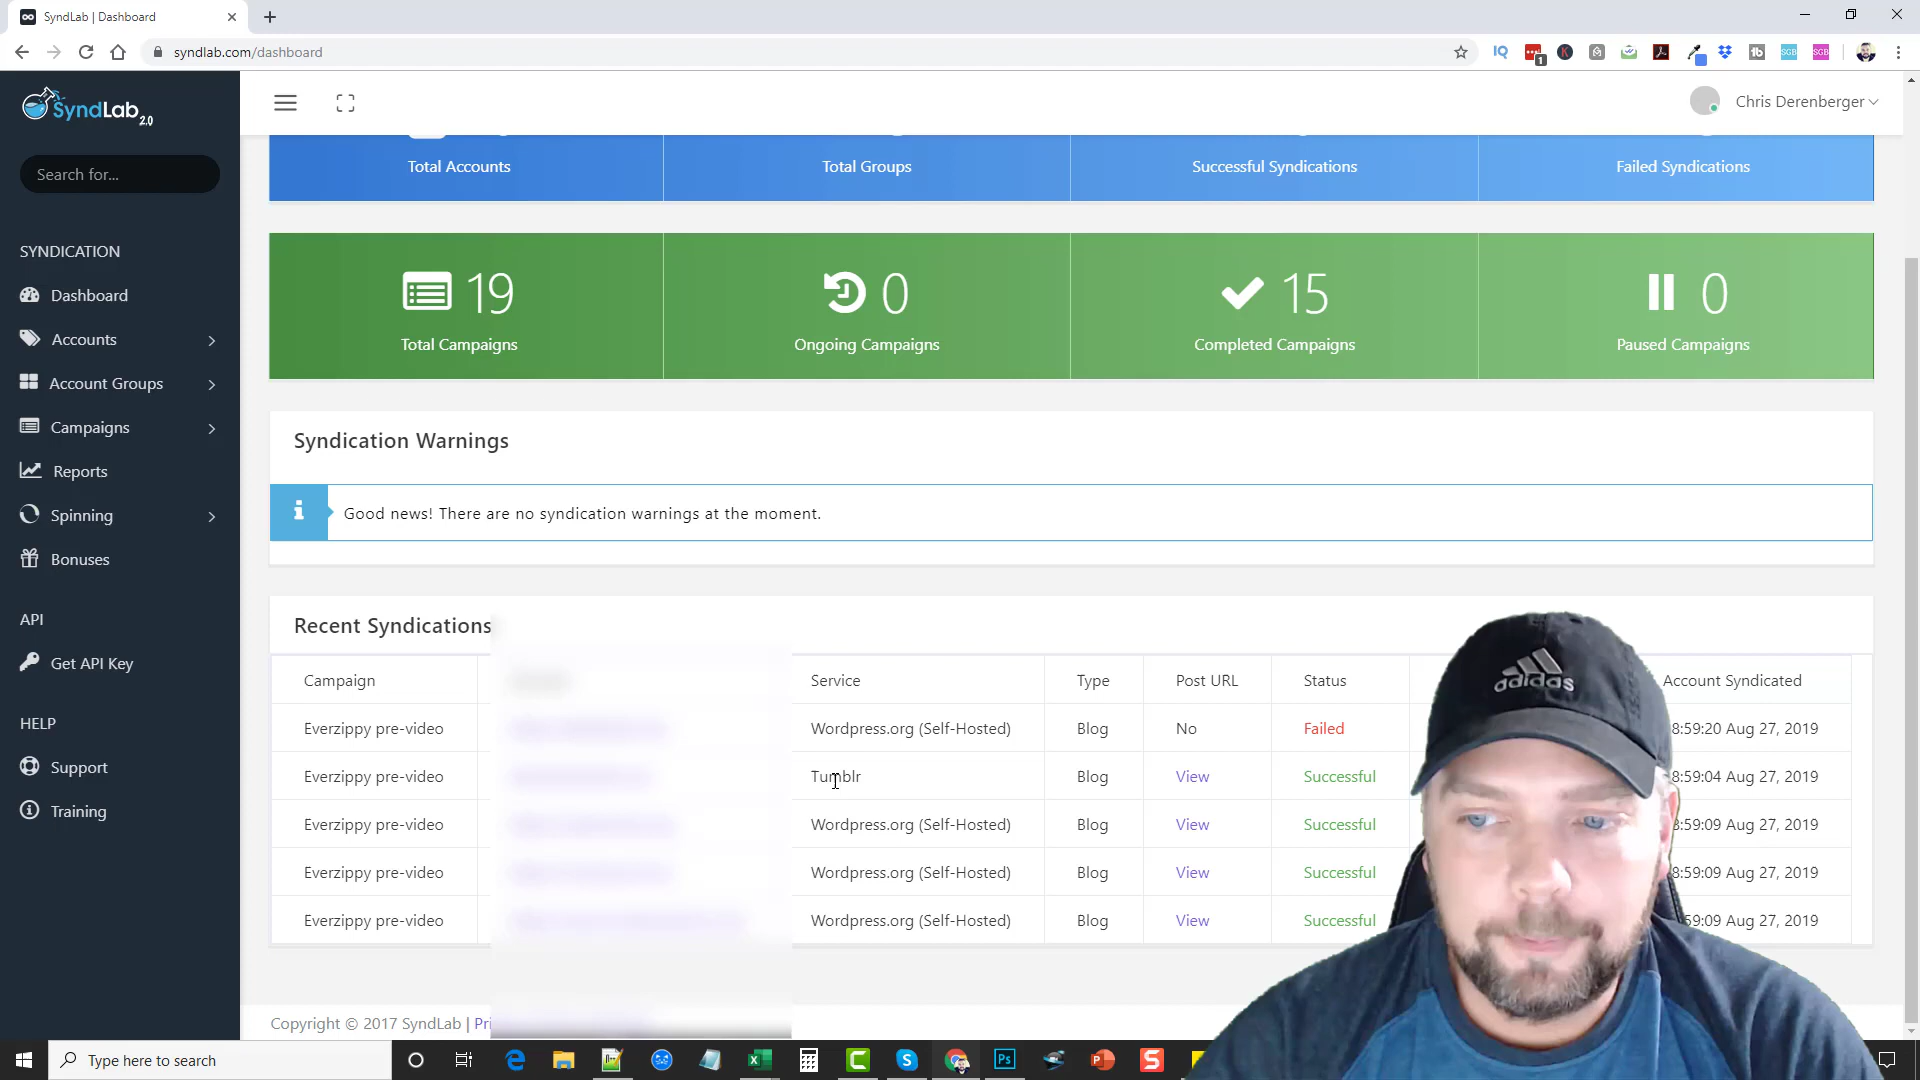 SyndLab | Dashboard
syndlab.com/dashboard
SyndLab 2.0
Chris Derenberger
Search for...
Total Accounts
Total Groups
Successful Syndications
Failed Syndications
SYNDICATION
Dashboard
Accounts
Account Groups
Campaigns
Reports
Spinning
Bonuses
API
Get API Key
HELP
Support
Training
19
Total Campaigns
0
Ongoing Campaigns
15
Completed Campaigns
0
Paused Campaigns
Syndication Warnings
Good news! There are no syndication warnings at the moment.
Recent Syndications
Campaign Service Type Post URL Status Account Syndicated
Everzippy pre-video Wordpress.org (Self-Hosted) Blog No Failed 8:59:20 Aug 27, 2019
Everzippy pre-video Tumblr Blog View Successful 8:59:04 Aug 27, 2019
Everzippy pre-video Wordpress.org (Self-Hosted) Blog View Successful 8:59:09 Aug 27, 2019
Everzippy pre-video Wordpress.org (Self-Hosted) Blog View Successful 8:59:09 Aug 27, 2019
Everzippy pre-video Wordpress.org (Self-Hosted) Blog View Successful 59:09 Aug 27, 2019
adidas
Copyright © 2017 SyndLab | Pri
Type here to search